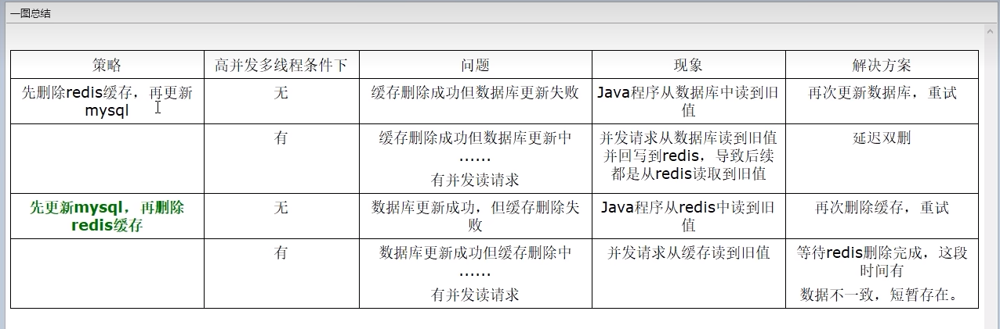 一图总结
策略 高并发多线程条件下 问题 现象 解决方案
先删除redis缓存，再更新
mysql
无
缓存删除成功但数据库更新失败
Java程序从数据库中读到旧
值
再次更新数据库，重试
有
缓存删除成功但数据库更新中
......
有并发读请求
并发请求从数据库读到旧值
并回写到redis，导致后续
都是从redis读取到旧值
延迟双删
先更新mysql，再删除
redis缓存
无
数据库更新成功，但缓存删除失
败
Java程序从redis中读到旧
值
再次删除缓存，重试
有
数据库更新成功但缓存删除中
......
有并发读请求
并发请求从缓存读到旧值
等待redis删除完成，这段
时间有
数据不一致，短暂存在。